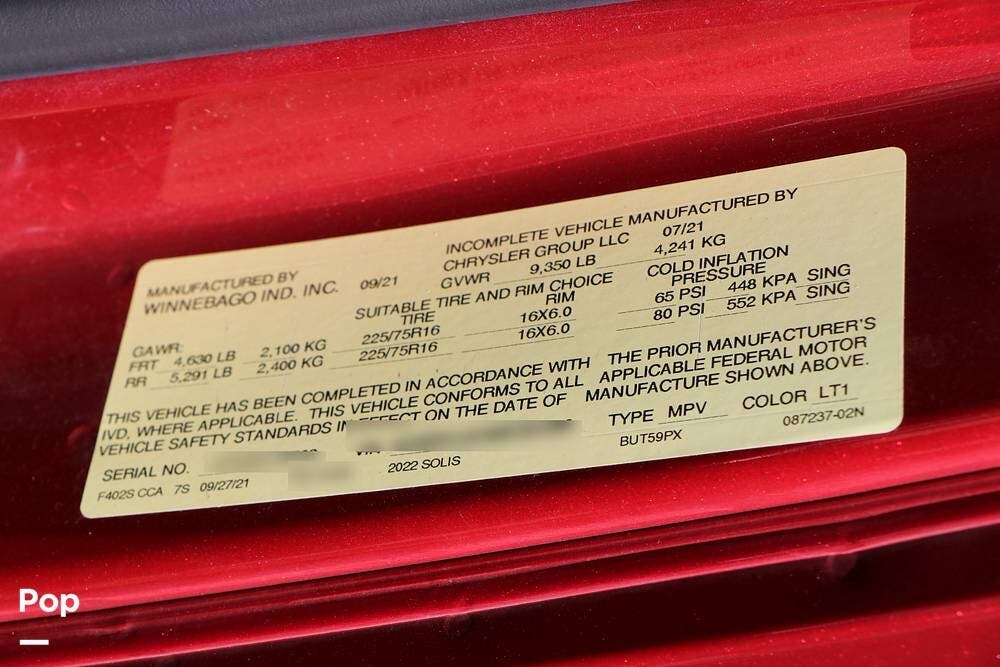 MANUFACTURED BY
WINNEBAGO IND. INC. 09/21
INCOMPLETE VEHICLE MANUFACTURED BY
CHRYSLER GROUP LLC 07/21
GVWR 9,350 LB 4,241 KG
SUITABLE TIRE AND RIM CHOICE
TIRE RIM
COLD INFLATION
PRESSURE
GAWR:
FRT 4,630 LB 2,100 KG 225/75R16 16X6.0 65 PSI 448 KPA SING
RR 5,291 LB 2,400 KG 225/75R16 16X6.0 80 PSI 552 KPA SING
THIS VEHICLE HAS BEEN COMPLETED IN ACCORDANCE WITH THE PRIOR MANUFACTURER'S
IVD, WHERE APPLICABLE. THIS VEHICLE CONFORMS TO ALL APPLICABLE FEDERAL MOTOR
VEHICLE SAFETY STANDARDS IN EFFECT ON THE DATE OF MANUFACTURE SHOWN ABOVE.
SERIAL NO. TYPE MPV COLOR LT1
F402S CCA 7S 09/27/21 2022 SOLIS BUT59PX 087237-02N
Pop